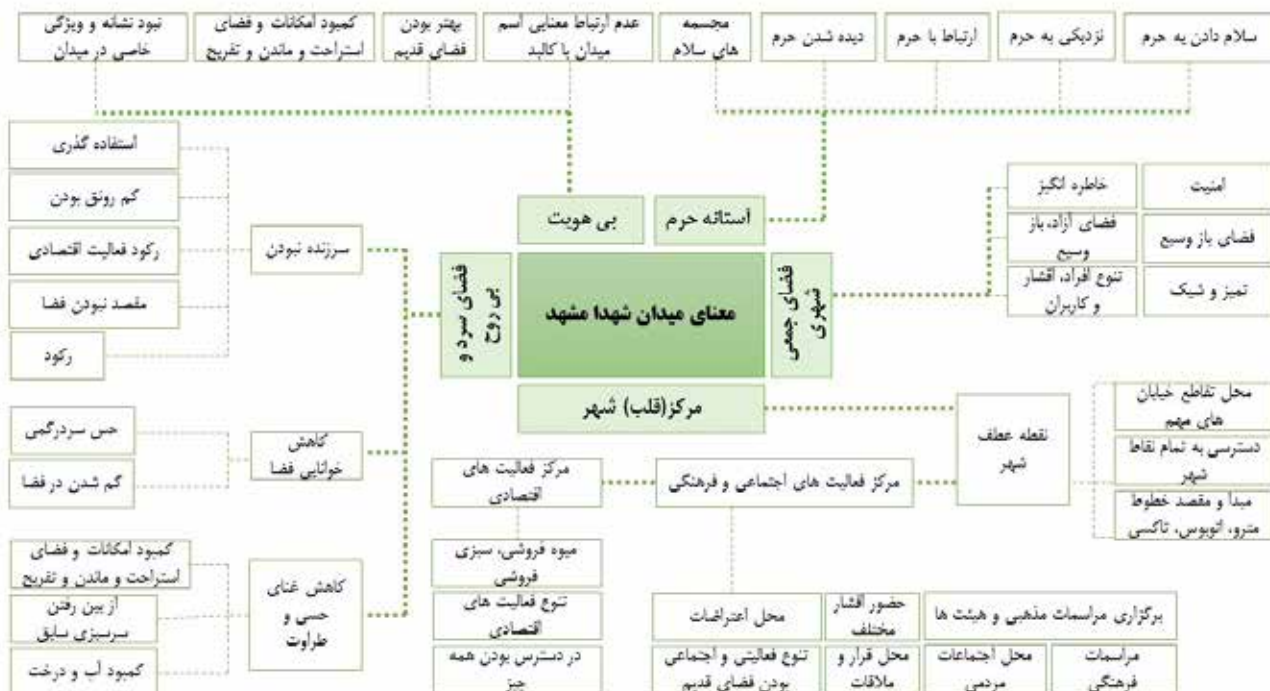 سلام دادن به حرم
نزدیکی به حرم
ارتباط با حرم
دیده شدن حرم
مجسمه
های سلام
عدم ارتباط معنایی اسم
میدان با کالبد
بهتر بودن
فضای قدیم
کمبود امکانات و فضای
استراحت و ماندن و تفریح
نبود نشانه و ویژگی
خاصی در میدان
آستانه حرم
بی هویت
امنیت
خاطره انگیز
فضای باز وسیع
فضای آزاد، باز
وسیع
تمیز و شیک
تنوع افراد، اقشار
و کاربران
فضای جمعی
شهری
معنای میدان شهدا مشهد
فضای سرد و
بی روح
مرکز(قلب) شهر
سرزنده نبودن
استفاده گذری
کم رونق بودن
رکود فعالیت اقتصادی
مقصد نبودن فضا
رکود
کاهش
خوانایی فضا
حس سردرگمی
گم شدن در فضا
کاهش غنای
حسی و
طراوت
کمبود امکانات و فضای
استراحت و ماندن و تفریح
از بین رفتن
سرسبزی سابق
کمبود آب و درخت
محل تقاطع خیابان
های مهم
دسترسی به تمام نقاط
شهر
مبدأ و مقصد خطوط
مترو، اتوبوس، تاکسی
نقطه عطف
شهر
مرکز فعالیت های اجتماعی و فرهنگی
مرکز فعالیت های
اقتصادی
میوه فروشی، سبزی
فروشی
تنوع فعالیت های
اقتصادی
در دسترس بودن همه
چیز
برگزاری مراسمات مذهبی و هیئت ها
حضور اقشار
مختلف
محل اعتراضات
مراسمات
فرهنگی
محل اجتماعات
مردمی
محل قرار و
ملاقات
تنوع فعالیتی و اجتماعی
بودن فضای قدیم